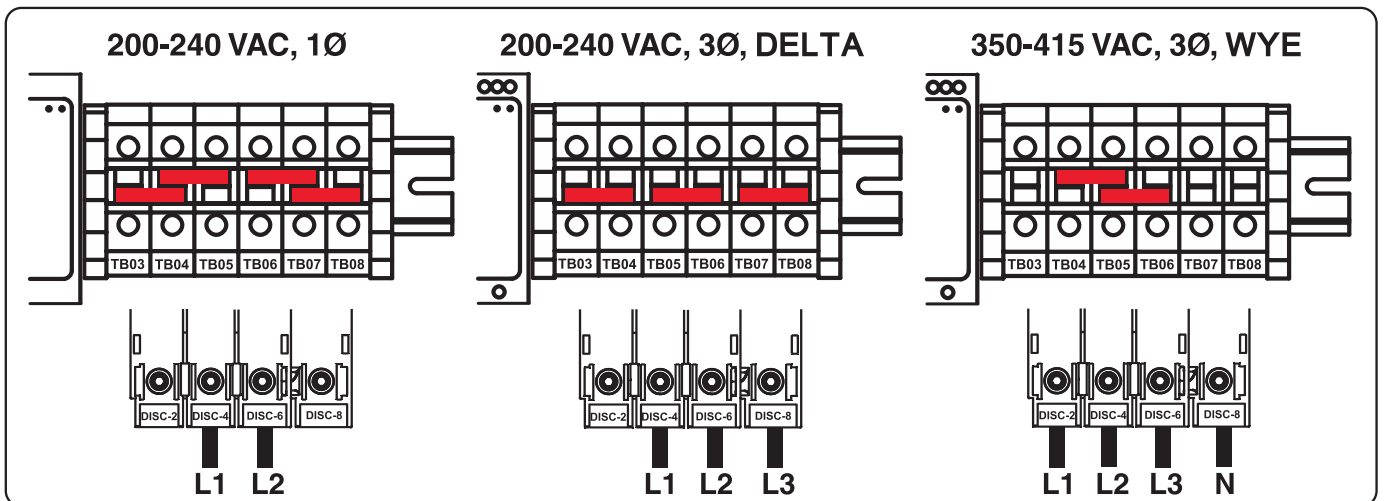 200-240 VAC, 1Ø
TB03 TB04 TB05 TB06 TB07 TB08
DISC-2 DISC-4 DISC-6 DISC-8
L1 L2
200-240 VAC, 3Ø, DELTA
TB03 TB04 TB05 TB06 TB07 TB08
DISC-2 DISC-4 DISC-6 DISC-8
L1 L2 L3
350-415 VAC, 3Ø, WYE
TB03 TB04 TB05 TB06 TB07 TB08
DISC-2 DISC-4 DISC-6 DISC-8
L1 L2 L3 N